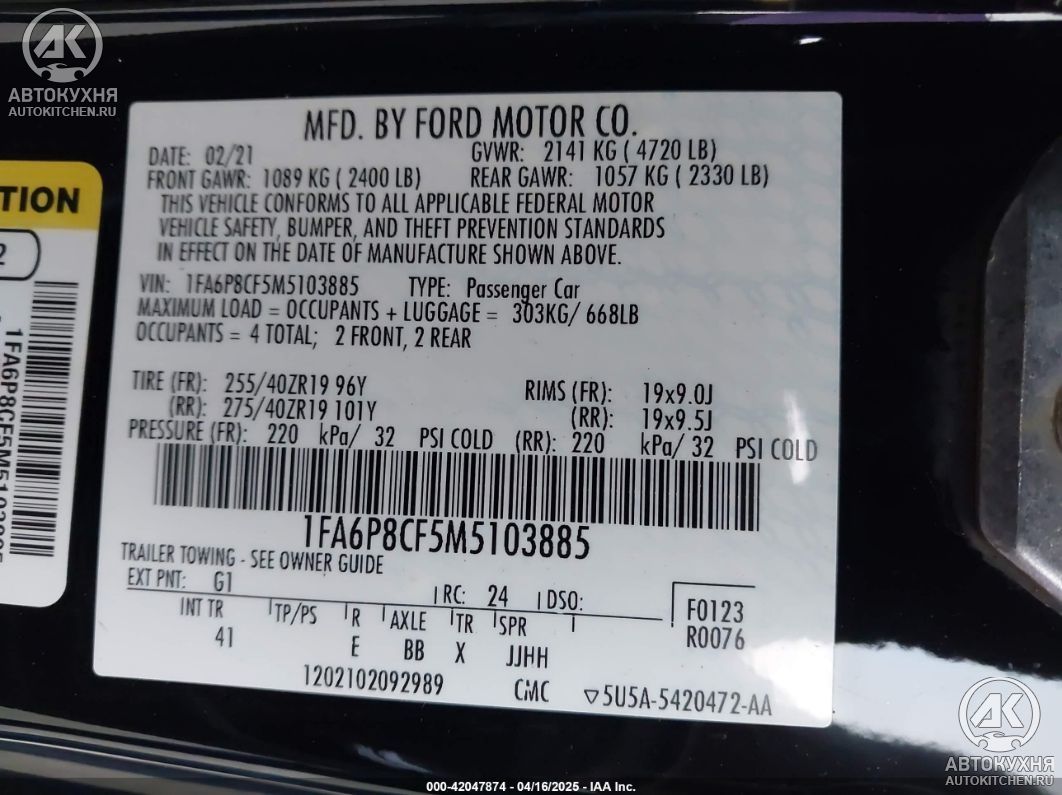 AK
АВТОКУХНЯ
AUTOKITCHEN.RU
TION
2
1FA6P8CF5M5103885
MFD. BY FORD MOTOR CO.
DATE: 02/21 GVWR: 2141 KG ( 4720 LB)
FRONT GAWR: 1089 KG ( 2400 LB) REAR GAWR: 1057 KG ( 2330 LB)
THIS VEHICLE CONFORMS TO ALL APPLICABLE FEDERAL MOTOR
VEHICLE SAFETY, BUMPER, AND THEFT PREVENTION STANDARDS
IN EFFECT ON THE DATE OF MANUFACTURE SHOWN ABOVE.
VIN: 1FA6P8CF5M5103885 TYPE: Passenger Car
MAXIMUM LOAD = OCCUPANTS + LUGGAGE = 303KG/ 668LB
OCCUPANTS = 4 TOTAL; 2 FRONT, 2 REAR
TIRE (FR): 255/40ZR19 96Y RIMS (FR): 19x9.0J
(RR): 275/40ZR19 101Y (RR): 19x9.5J
PRESSURE (FR): 220 kPa/ 32 PSI COLD (RR): 220 kPa/ 32 PSI COLD
1FA6P8CF5M5103885
TRAILER TOWING - SEE OWNER GUIDE
EXT PNT: G1 RC: 24 DSO: F0123
INT TR TP/PS R AXLE TR SPR R0076
41 E BB X JJHH
1202102092989 CMC ▽5U5A-5420472-AA
AK
АВТОКУХНЯ
AUTOKITCHEN.RU
000-42047874 - 04/16/2025 - IAA Inc.